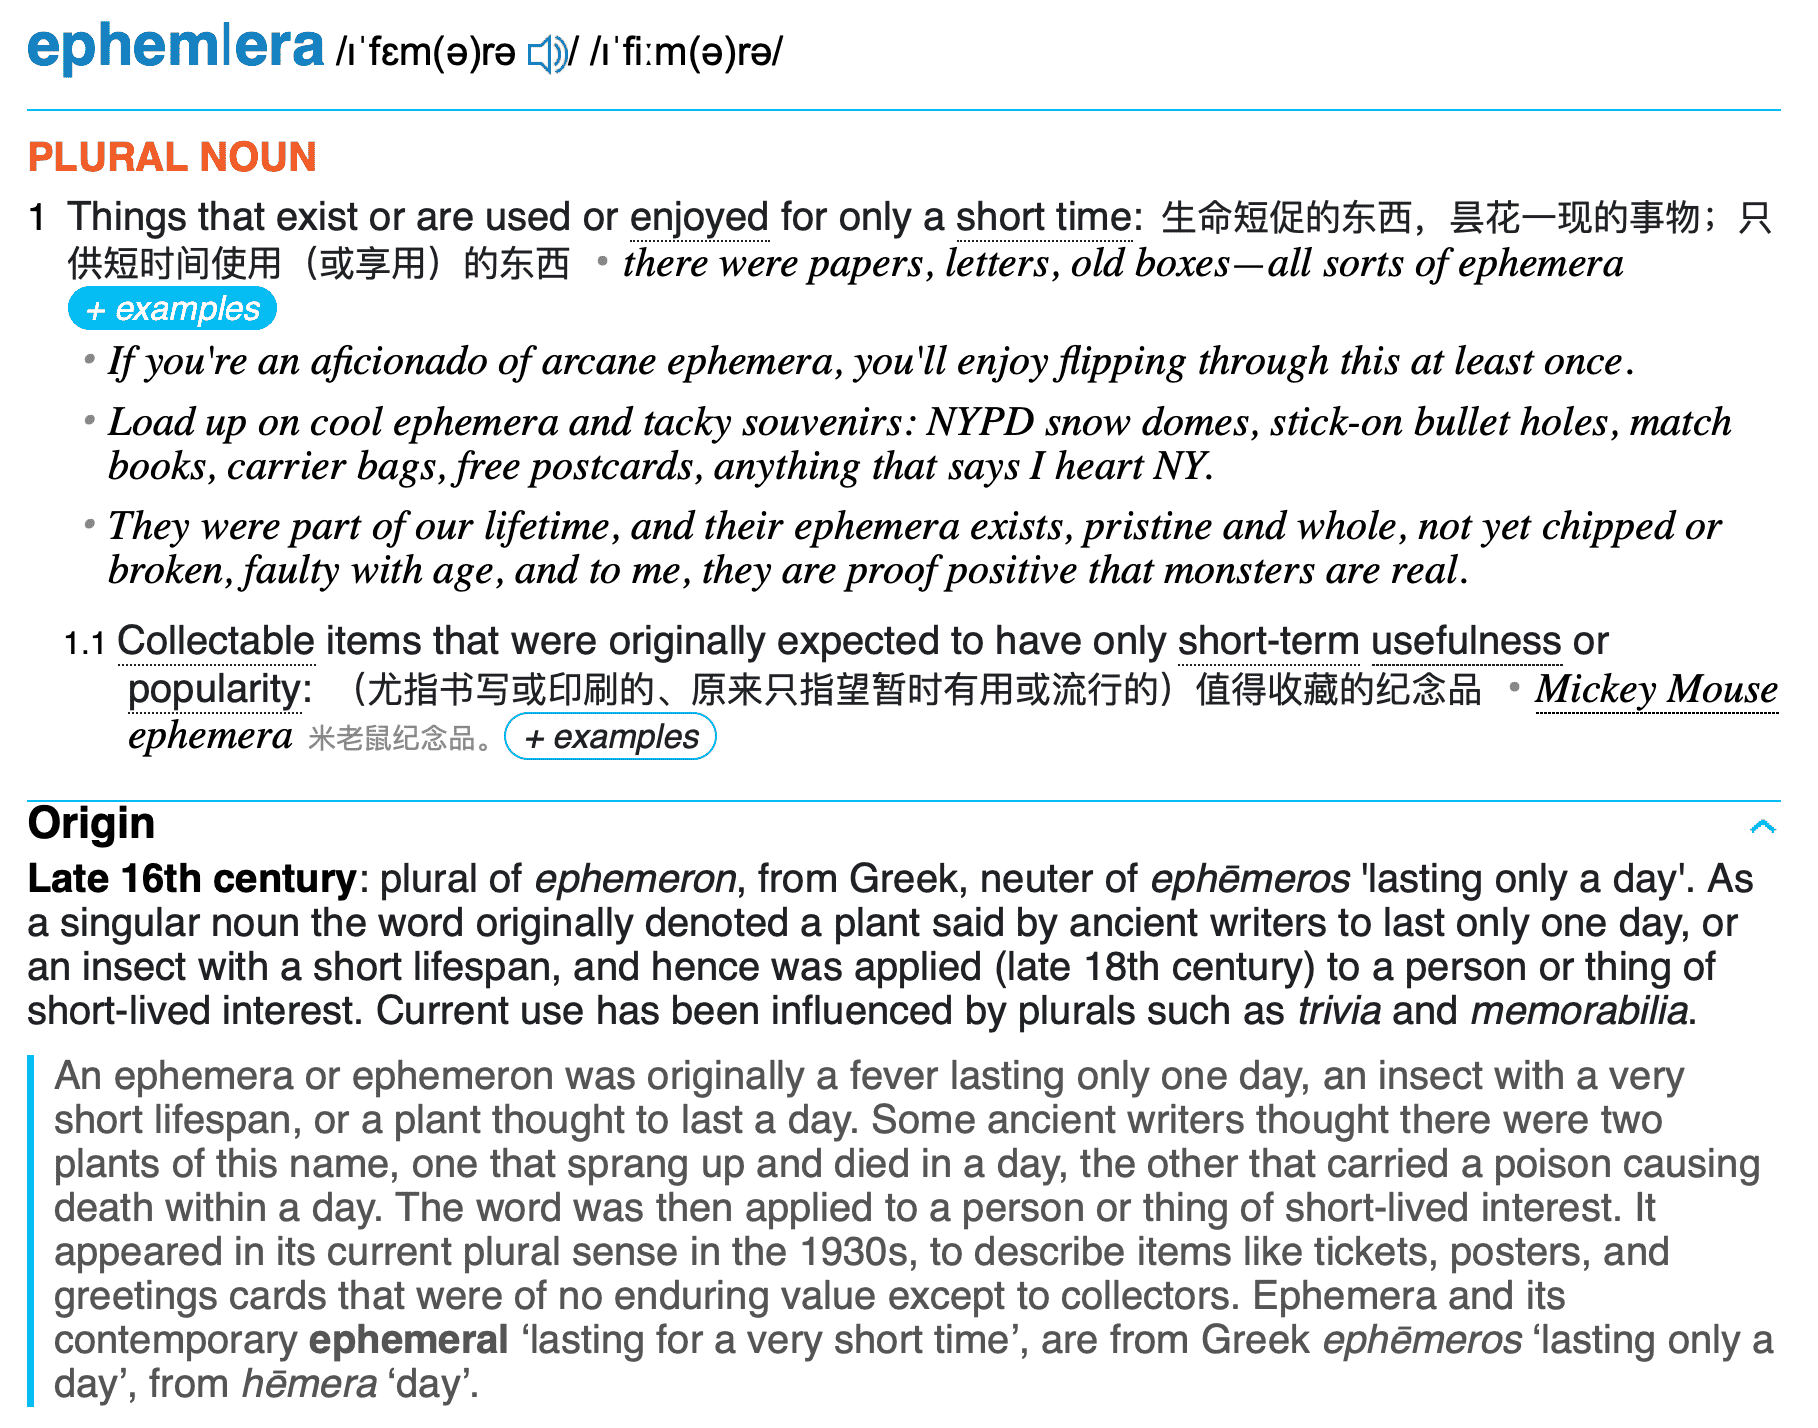 ephem|era /ɪˈfɛm(ə)rə / /ɪˈfiːm(ə)rə/
PLURAL NOUN
1 Things that exist or are used or enjoyed for only a short time: 生命短促的东西，昙花一现的事物；只
供短时间使用（或享用）的东西 • there were papers, letters, old boxes—all sorts of ephemera
+ examples
• If you're an aficionado of arcane ephemera, you'll enjoy flipping through this at least once.
• Load up on cool ephemera and tacky souvenirs: NYPD snow domes, stick-on bullet holes, match
books, carrier bags, free postcards, anything that says I heart NY.
• They were part of our lifetime, and their ephemera exists, pristine and whole, not yet chipped or
broken, faulty with age, and to me, they are proof positive that monsters are real.
1.1 Collectable items that were originally expected to have only short-term usefulness or
popularity: （尤指书写或印刷的、原来只指望暂时有用或流行的）值得收藏的纪念品 • Mickey Mouse
ephemera 米老鼠纪念品。 + examples
Origin
Late 16th century: plural of ephemeron, from Greek, neuter of ephēmeros 'lasting only a day'. As
a singular noun the word originally denoted a plant said by ancient writers to last only one day, or
an insect with a short lifespan, and hence was applied (late 18th century) to a person or thing of
short-lived interest. Current use has been influenced by plurals such as trivia and memorabilia.
An ephemera or ephemeron was originally a fever lasting only one day, an insect with a very
short lifespan, or a plant thought to last a day. Some ancient writers thought there were two
plants of this name, one that sprang up and died in a day, the other that carried a poison causing
death within a day. The word was then applied to a person or thing of short-lived interest. It
appeared in its current plural sense in the 1930s, to describe items like tickets, posters, and
greetings cards that were of no enduring value except to collectors. Ephemera and its
contemporary ephemeral ‘lasting for a very short time’, are from Greek ephēmeros ‘lasting only a
day’, from hēmera ‘day’.